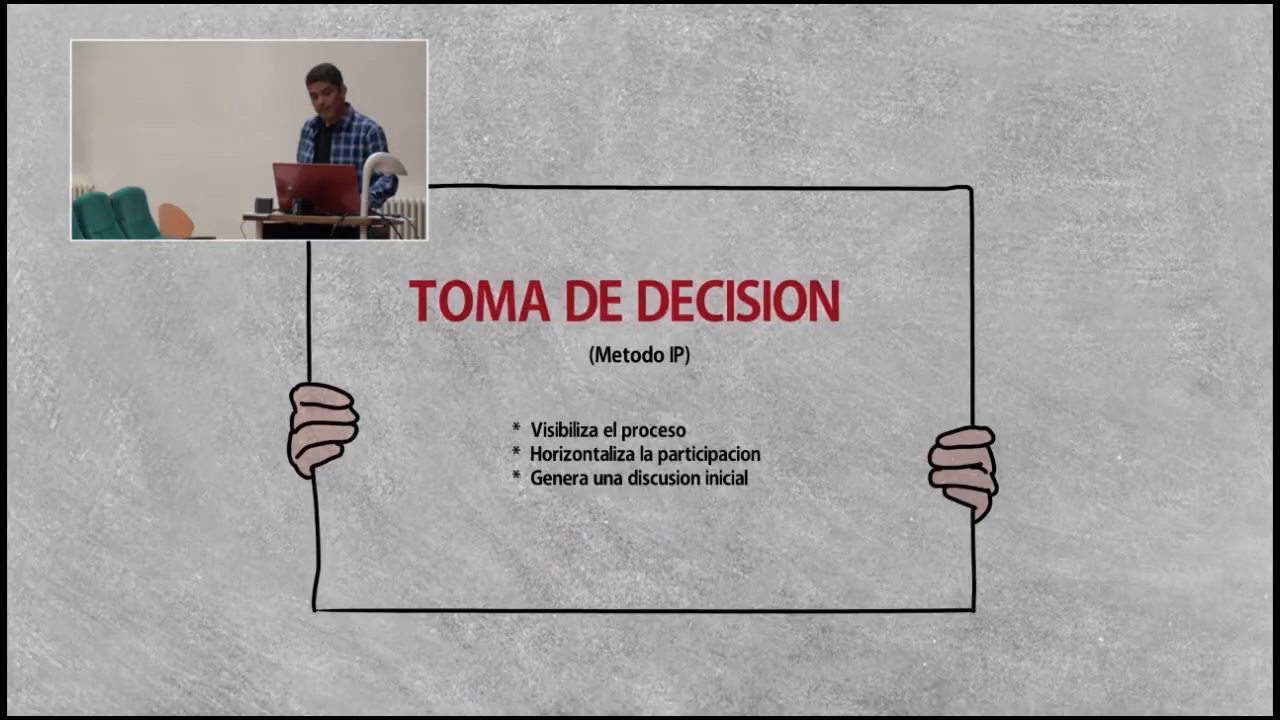 TOMA DE DECISION
(Metodo IP)
* Visibiliza el proceso
* Horizontaliza la participacion
* Genera una discusion inicial